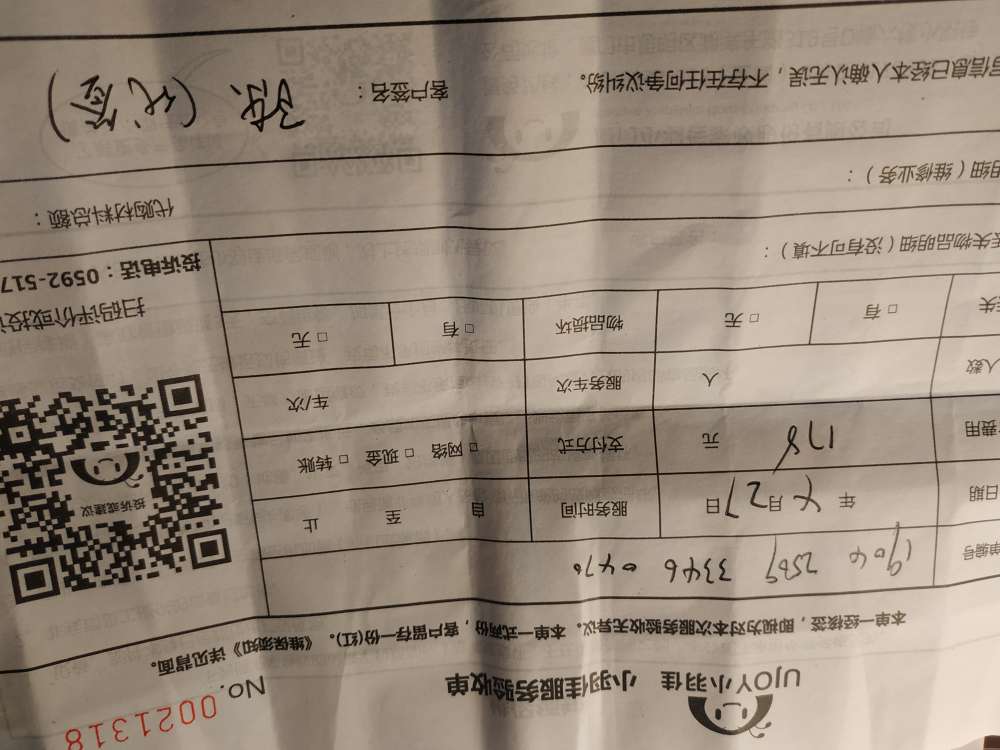 UJOY小羽佳 小羽佳服务验收单 No. 0021318
本单一经核签，即视为对本次服务验收无异议。本单一式两份，客户留存一份(红)。《维保须知》详见背面。
单编号 1904 2569 3346 0470
日期 年 4月27日 服务时间 自 至 止
费用 178 元 支付方式 □ 网络 □ 现金 □ 转账
人数 人 服务车次 车/次
失 □ 有 □ 无 物品损坏 □ 有 □ 无
投诉或建议
扫码评价或投诉
投诉电话：0592-517
失物品明细（没有可不填）：
明细（维修业务）： 代购材料总额：
信息已经本人确认无误，不存在任何争议纠纷。 客户签名： 张（代签）